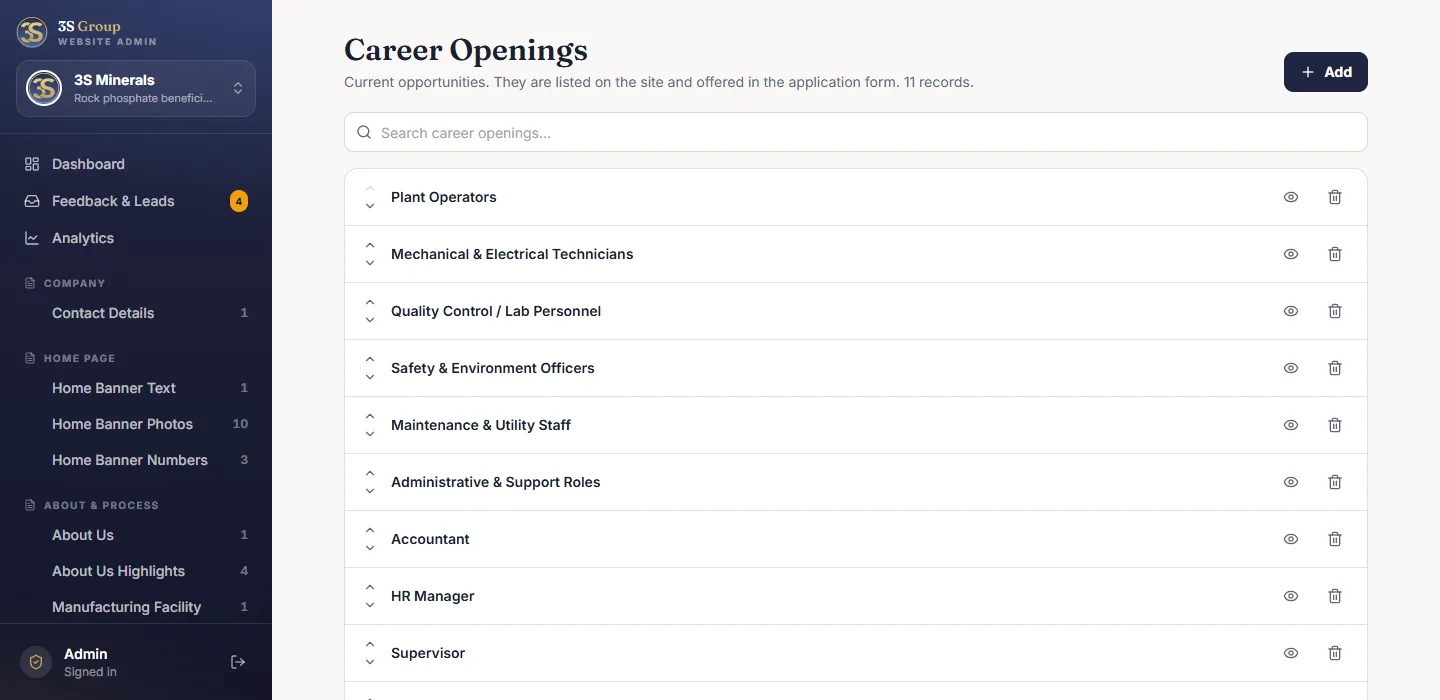 3S Group
WEBSITE ADMIN
3S Minerals
Rock phosphate benefici...
Dashboard
Feedback & Leads 4
Analytics
COMPANY
Contact Details 1
HOME PAGE
Home Banner Text 1
Home Banner Photos 10
Home Banner Numbers 3
ABOUT & PROCESS
About Us 1
About Us Highlights 4
Manufacturing Facility 1
Admin
Signed in
Career Openings
Current opportunities. They are listed on the site and offered in the application form. 11 records.
+ Add
Search career openings...
Plant Operators
Mechanical & Electrical Technicians
Quality Control / Lab Personnel
Safety & Environment Officers
Maintenance & Utility Staff
Administrative & Support Roles
Accountant
HR Manager
Supervisor